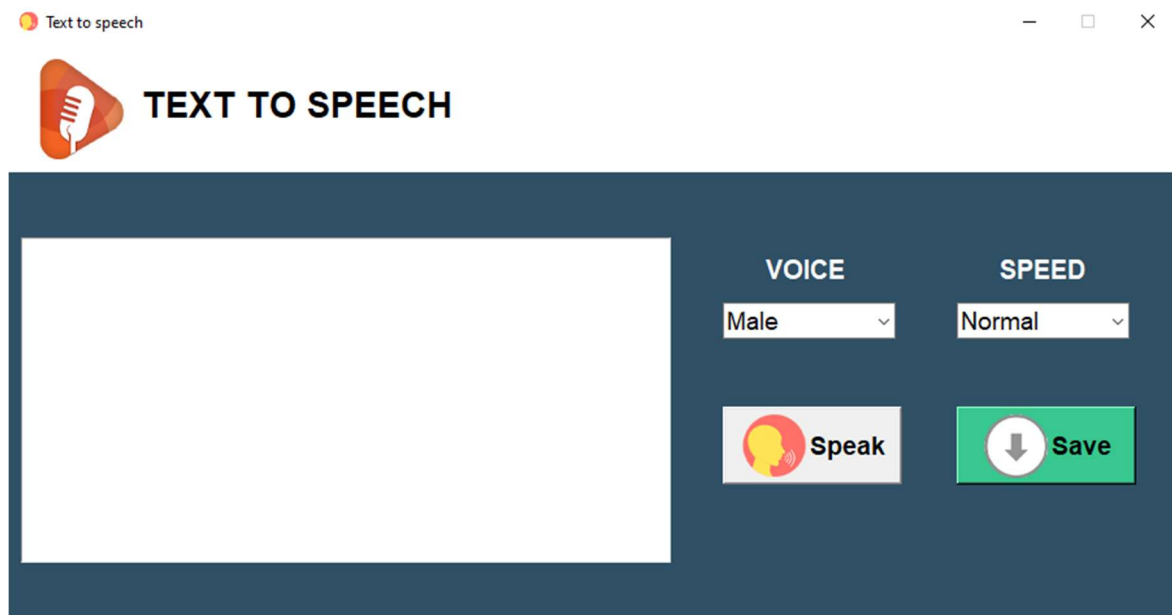 Text to speech
TEXT TO SPEECH
VOICE
SPEED
Male
Normal
Speak
Save